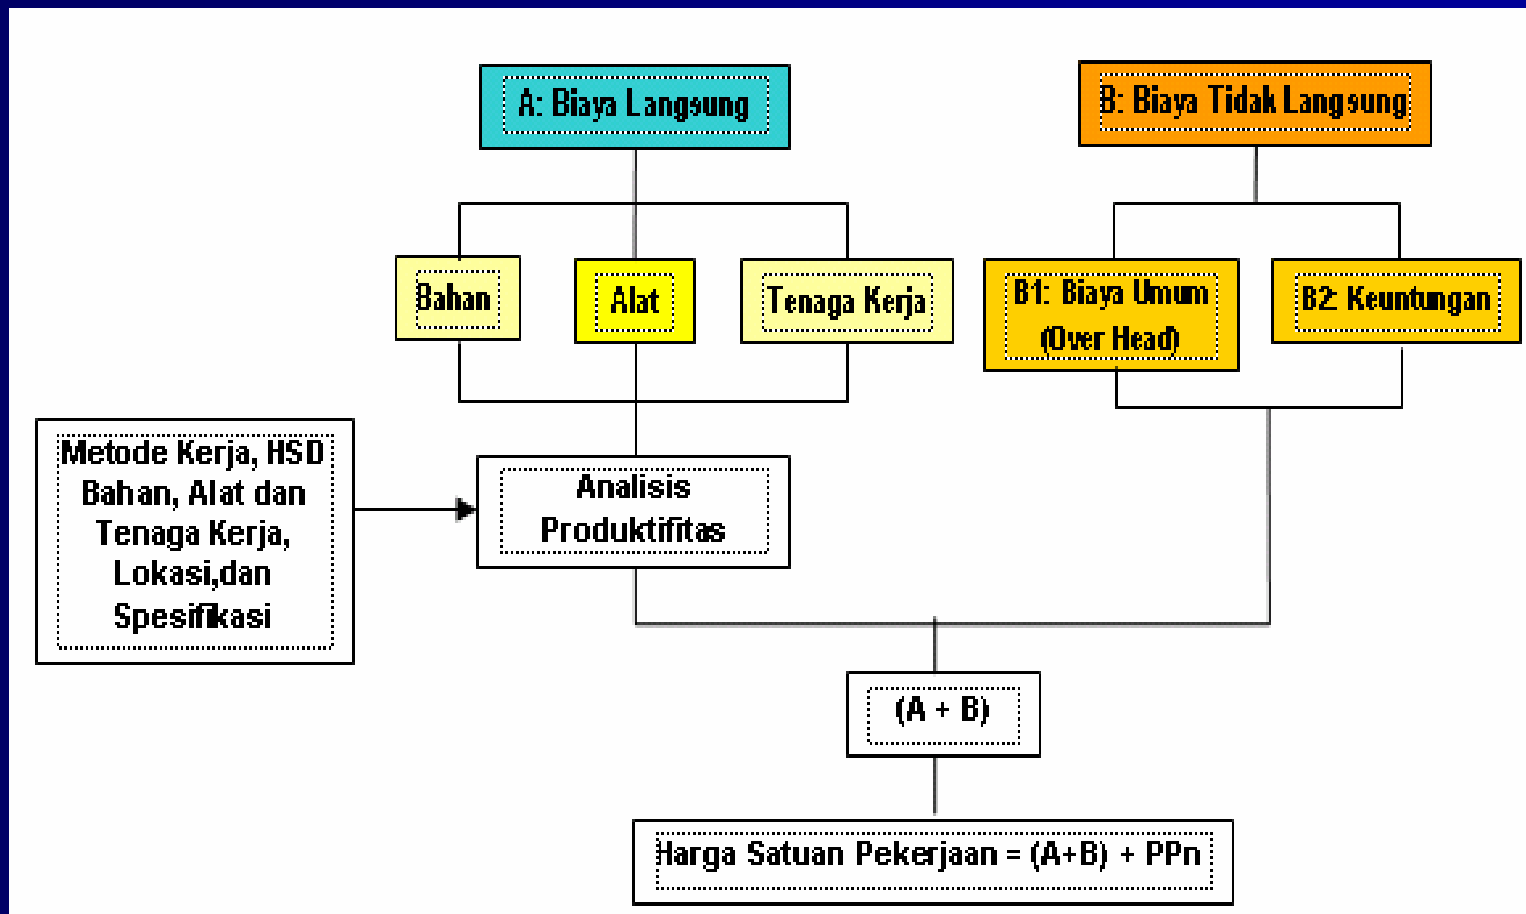 A: Biaya Langsung
B: Biaya Tidak Langsung
Bahan
Alat
Tenaga Kerja
B1: Biaya Umum
(Over Head)
B2: Keuntungan
Metode Kerja, HSD
Bahan, Alat dan
Tenaga Kerja,
Lokasi,dan
Spesifikasi
Analisis
Produktifitas
(A + B)
Harga Satuan Pekerjaan = (A+B) + PPn